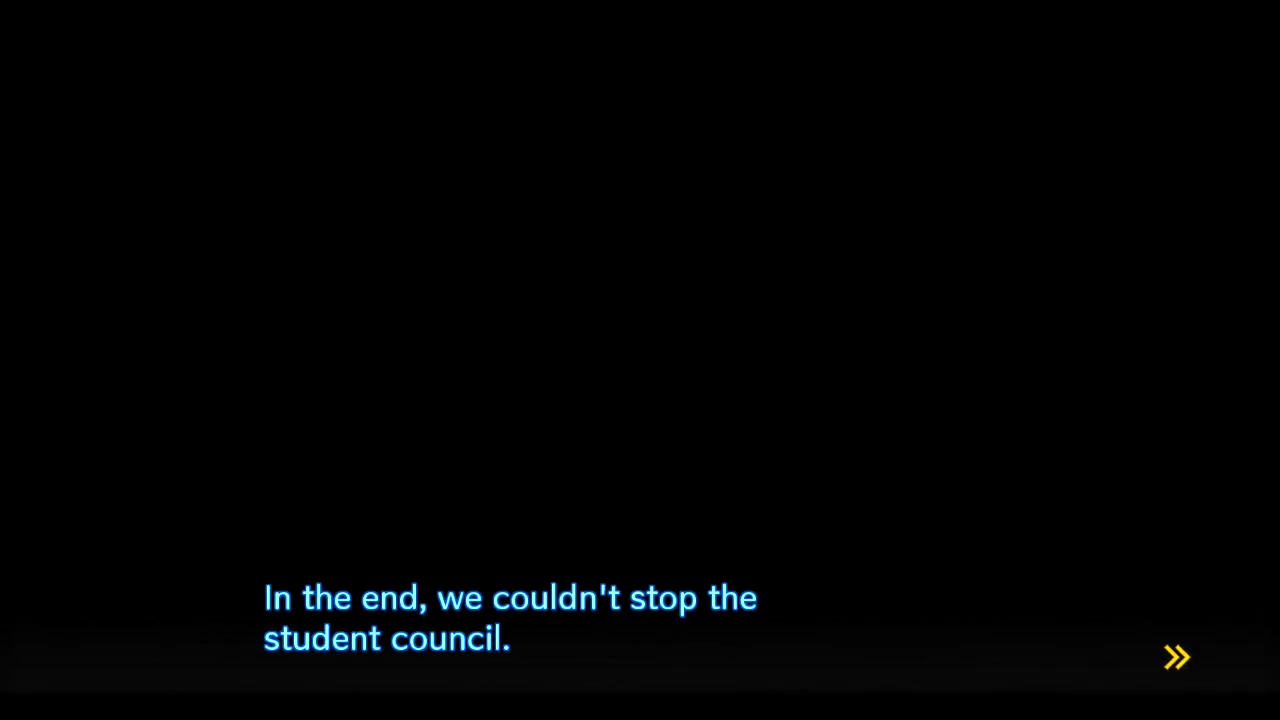 In the end, we couldn't stop the
student council.